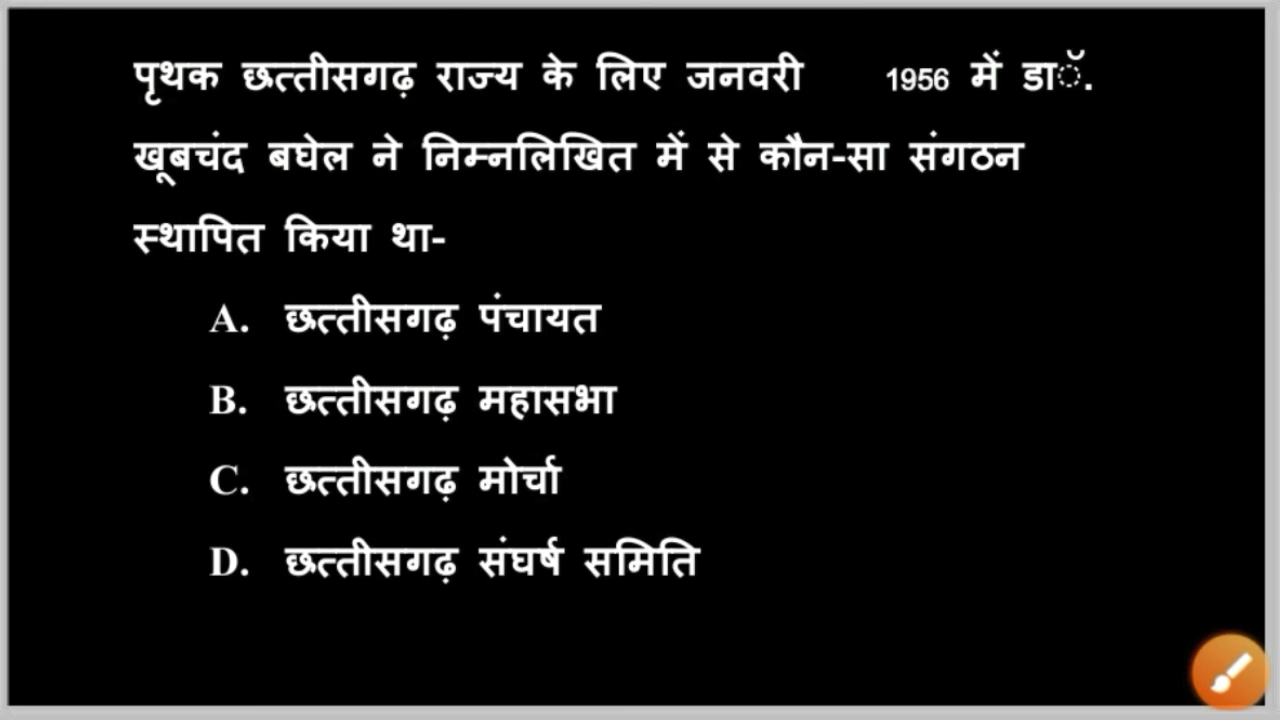 पृथक छत्तीसगढ़ राज्य के लिए जनवरी 1956 में डाॅ.
खूबचंद बघेल ने निम्नलिखित में से कौन-सा संगठन
स्थापित किया था-
A. छत्तीसगढ़ पंचायत
B. छत्तीसगढ़ महासभा
C. छत्तीसगढ़ मोर्चा
D. छत्तीसगढ़ संघर्ष समिति